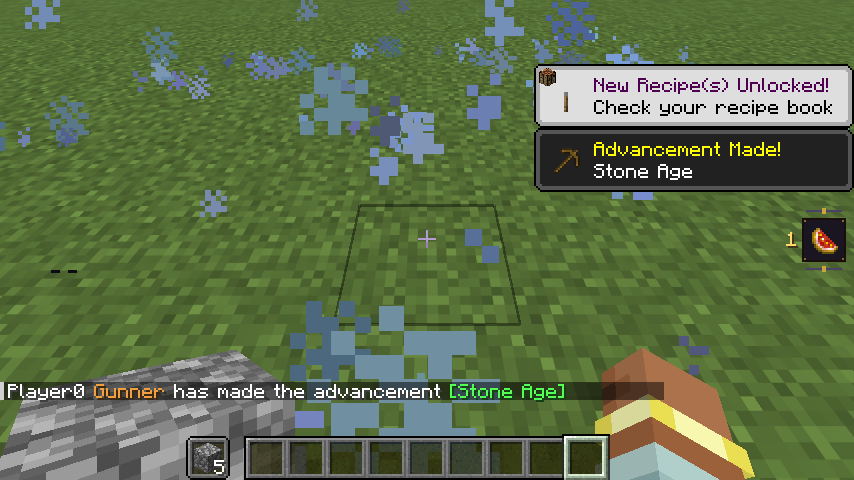 New Recipe(s) Unlocked!
Check your recipe book
Advancement Made!
Stone Age
1
--
Player0 Gunner has made the advancement [Stone Age]
5